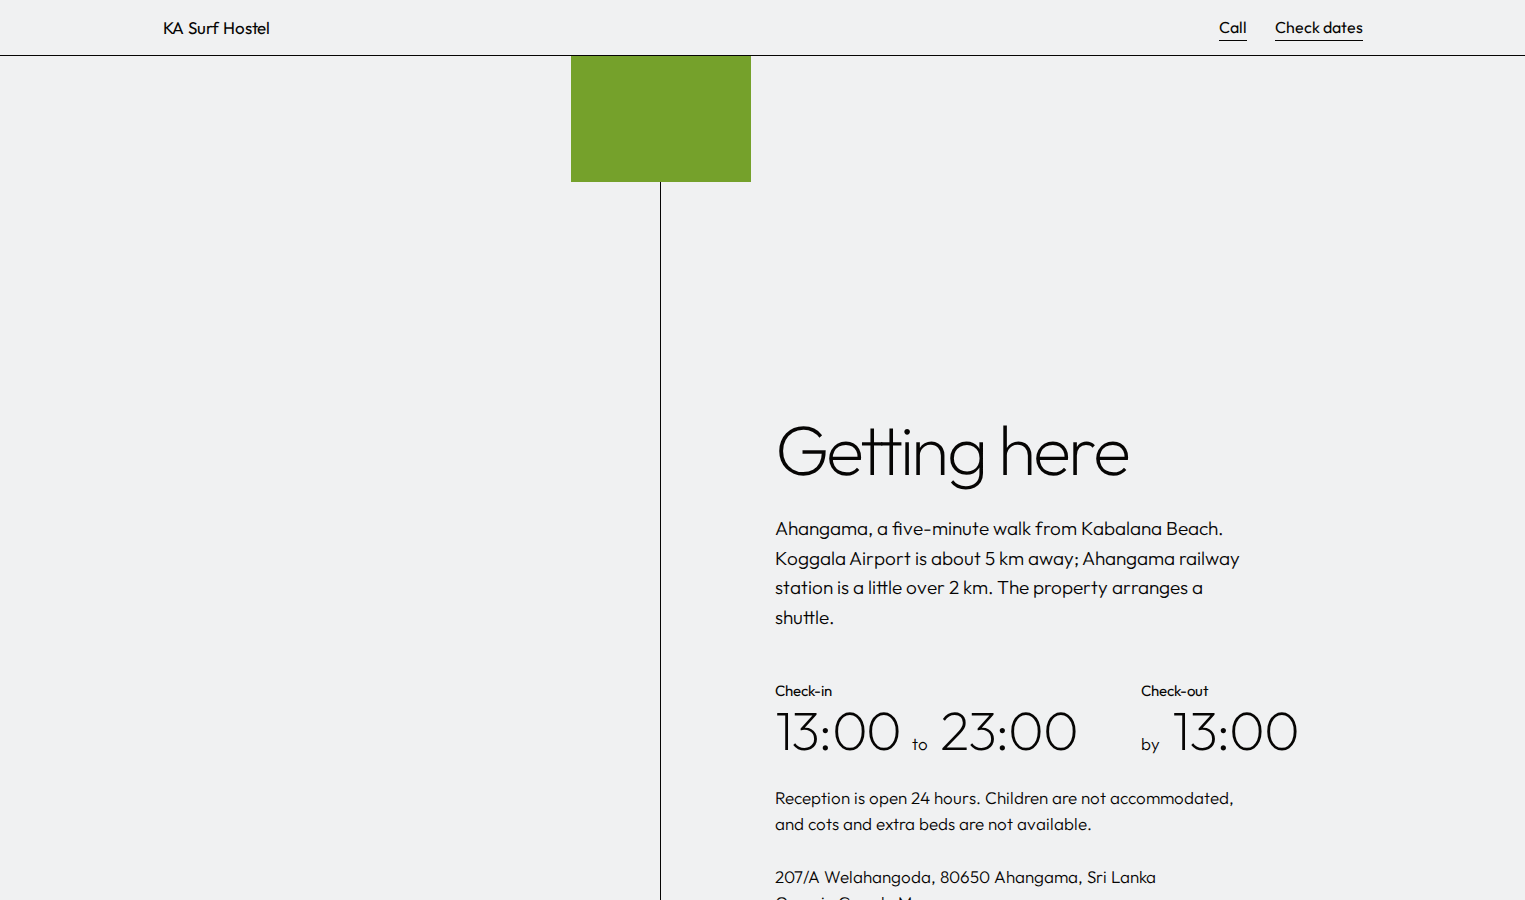 KA Surf Hostel
Call
Check dates
Getting here
Ahangama, a five-minute walk from Kabalana Beach.
Koggala Airport is about 5 km away; Ahangama railway
station is a little over 2 km. The property arranges a
shuttle.
Check-in
13:00 to 23:00
Check-out
by 13:00
Reception is open 24 hours. Children are not accommodated,
and cots and extra beds are not available.
207/A Welahangoda, 80650 Ahangama, Sri Lanka